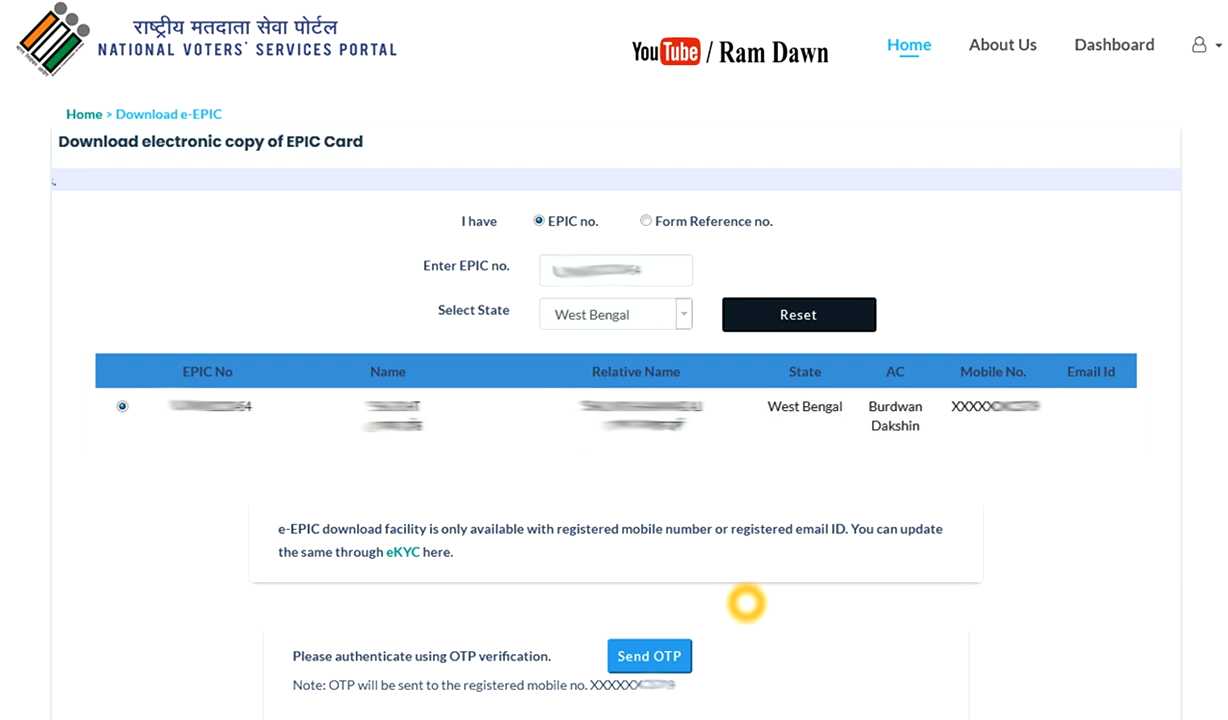 राष्ट्रीय मतदाता सेवा पोर्टल
NATIONAL VOTERS' SERVICES PORTAL
YouTube / Ram Dawn
Home About Us Dashboard
Home > Download e-EPIC
Download electronic copy of EPIC Card
I have EPIC no. Form Reference no.
Enter EPIC no.
Select State West Bengal Reset
EPIC No Name Relative Name State AC Mobile No. Email Id
West Bengal Burdwan
Dakshin
e-EPIC download facility is only available with registered mobile number or registered email ID. You can update
the same through eKYC here.
Please authenticate using OTP verification. Send OTP
Note: OTP will be sent to the registered mobile no.